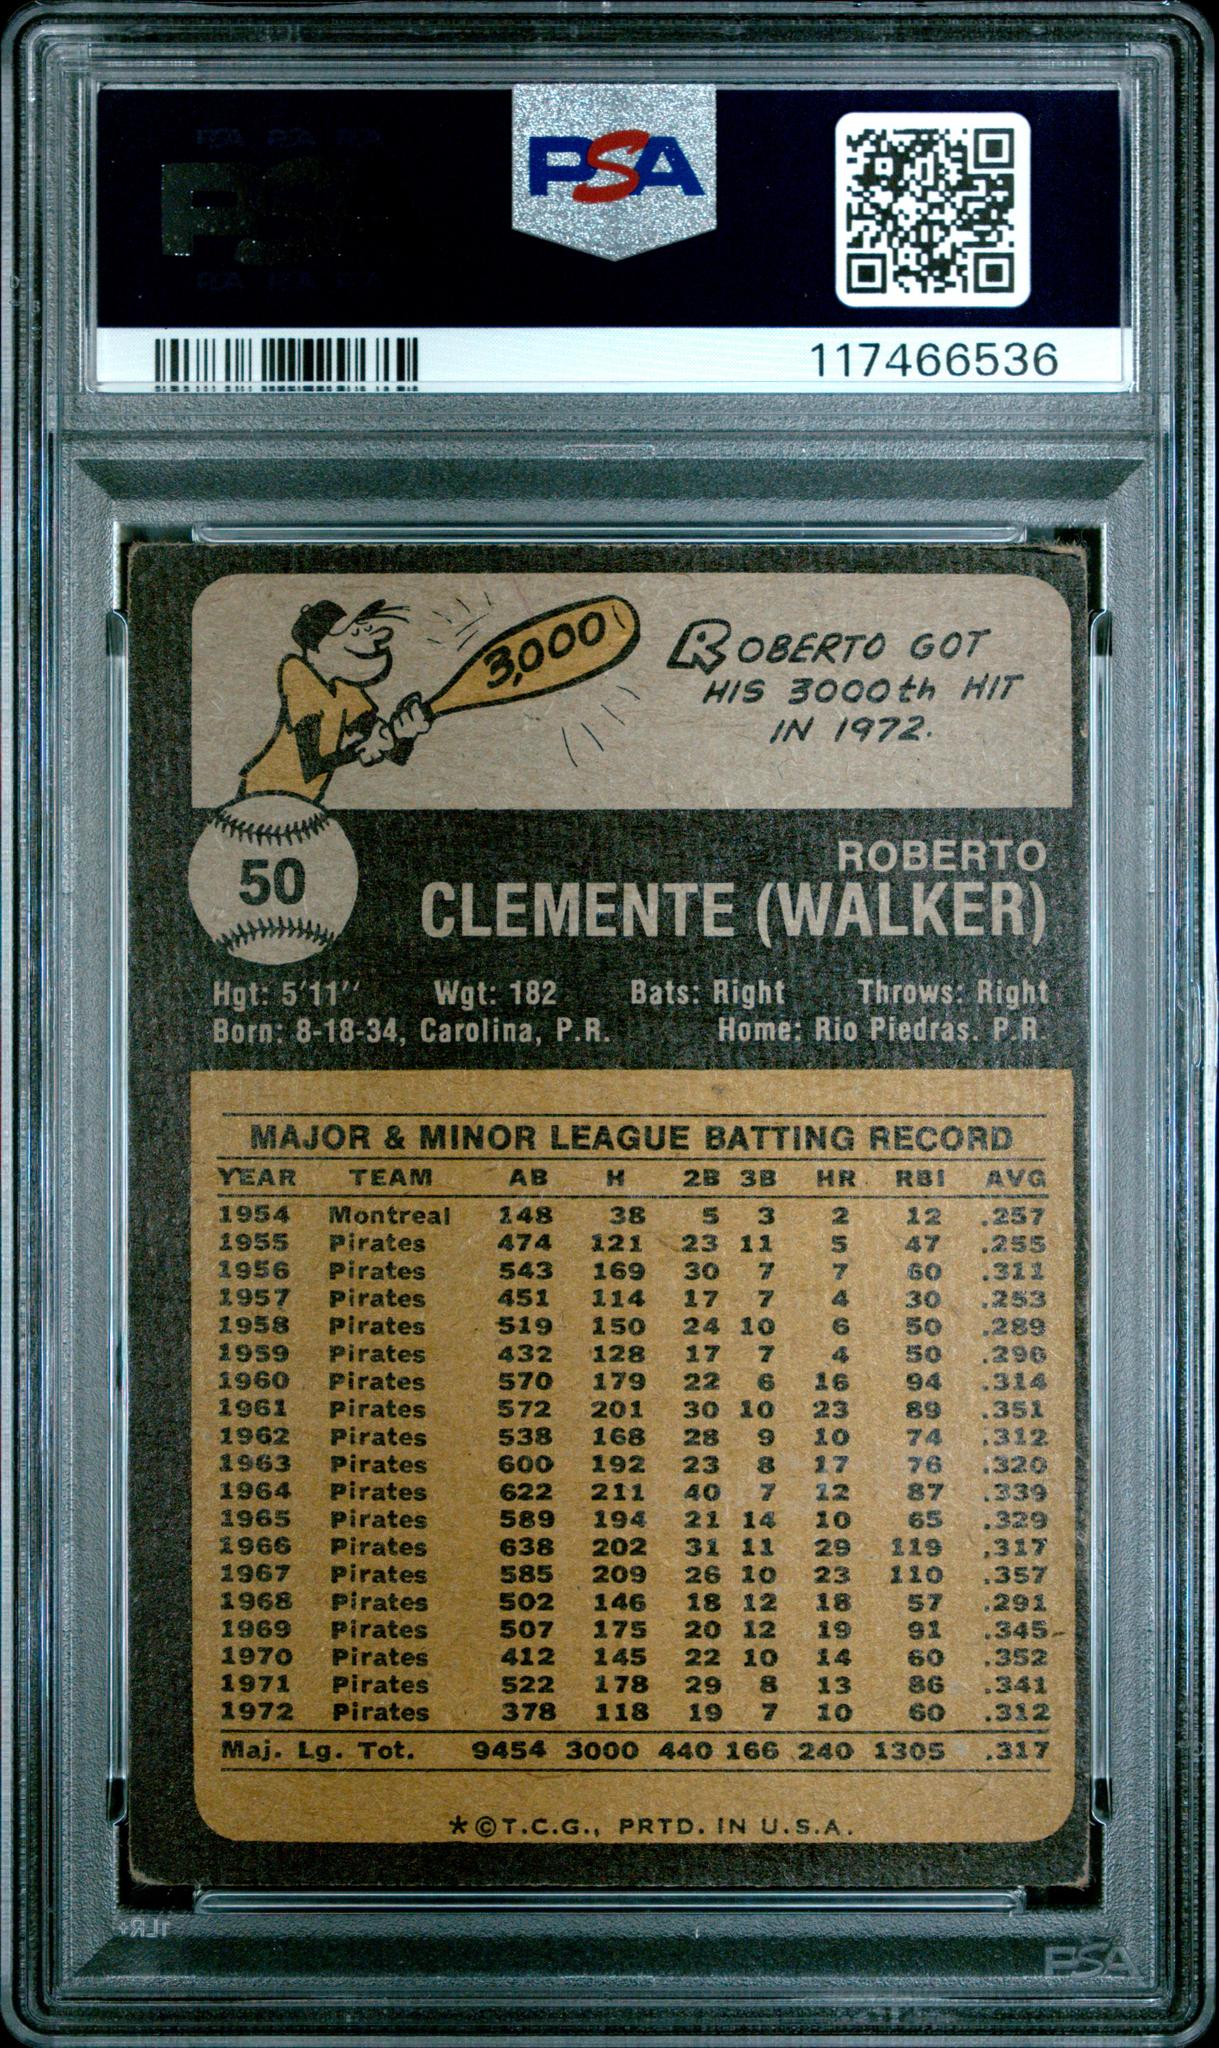 PSA
117466536
3,000
ROBERTO GOT
HIS 3000th HIT
IN 1972.
50
ROBERTO
CLEMENTE (WALKER)
Hgt: 5'11'' Wgt: 182 Bats: Right Throws: Right
Born: 8-18-34, Carolina, P.R. Home: Rio Piedras. P.R.
MAJOR & MINOR LEAGUE BATTING RECORD
YEAR TEAM AB H 2B 3B HR RBI AVG
1954 Montreal 148 38 5 3 2 12 .257
1955 Pirates 474 121 23 11 5 47 .255
1956 Pirates 543 169 30 7 7 60 .311
1957 Pirates 451 114 17 7 4 30 .253
1958 Pirates 519 150 24 10 6 50 .289
1959 Pirates 432 128 17 7 4 50 .296
1960 Pirates 570 179 22 6 16 94 .314
1961 Pirates 572 201 30 10 23 89 .351
1962 Pirates 538 168 28 9 10 74 .312
1963 Pirates 600 192 23 8 17 76 .320
1964 Pirates 622 211 40 7 12 87 .339
1965 Pirates 589 194 21 14 10 65 .329
1966 Pirates 638 202 31 11 29 119 .317
1967 Pirates 585 209 26 10 23 110 .357
1968 Pirates 502 146 18 12 18 57 .291
1969 Pirates 507 175 20 12 19 91 .345
1970 Pirates 412 145 22 10 14 60 .352
1971 Pirates 522 178 29 8 13 86 .341
1972 Pirates 378 118 19 7 10 60 .312
Maj. Lg. Tot. 9454 3000 440 166 240 1305 .317
*©T.C.G., PRTD. IN U.S.A.
PSA